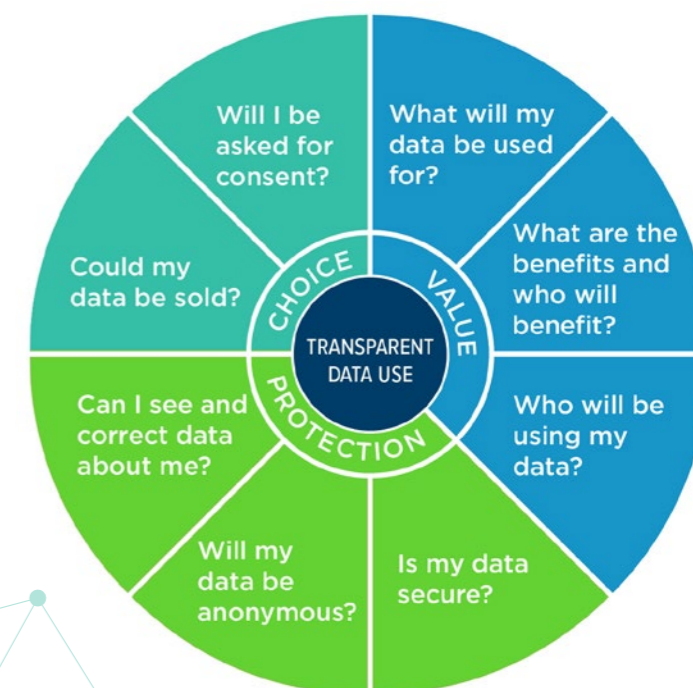 Will I be
asked for
consent?
What will my
data be used
for?
What are the
benefits and
who will
benefit?
Who will be
using my
data?
Is my data
secure?
Will my
data be
anonymous?
Can I see and
correct data
about me?
Could my
data be sold?
CHOICE
VALUE
PROTECTION
TRANSPARENT
DATA USE